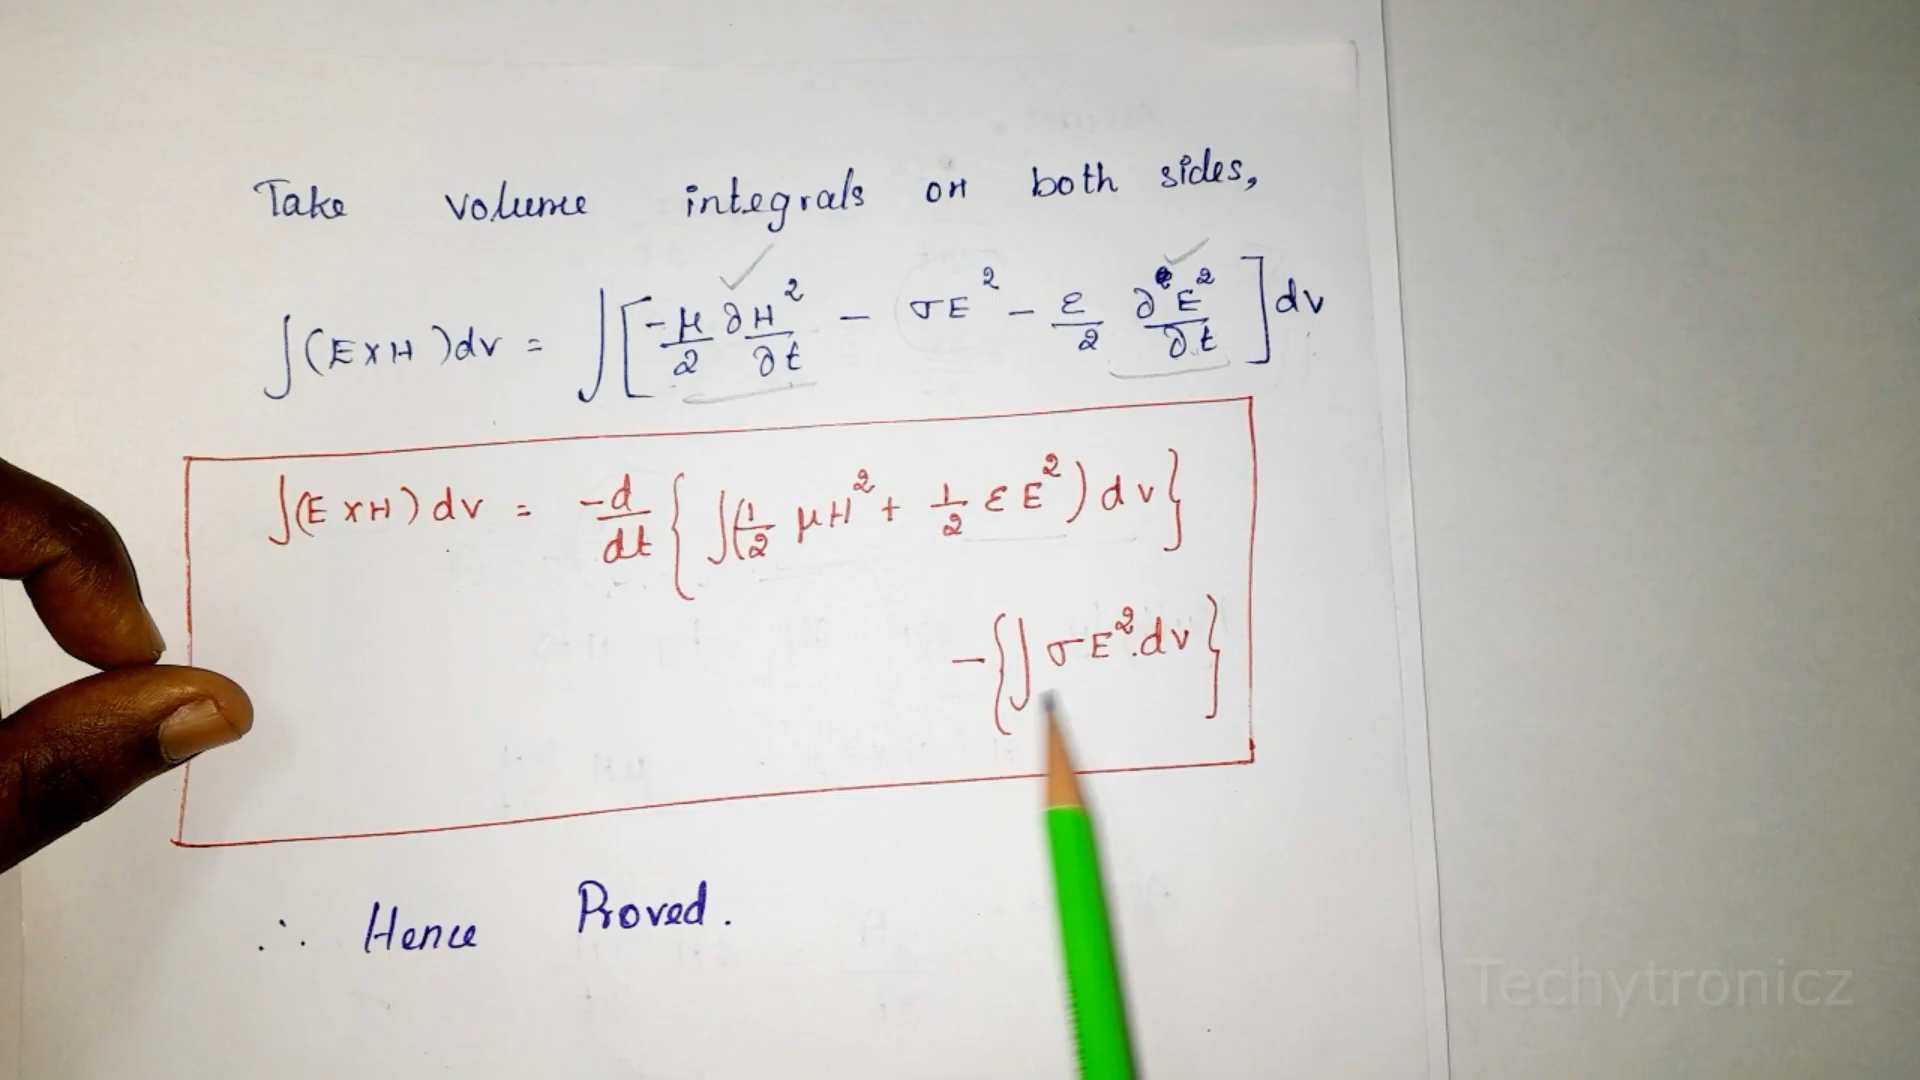 Take volume integrals on both sides,
∫(E×H)dv = ∫[-μ/2 ∂H²/∂t - σE² - ε/2 ∂E²/∂t]dv
∫(E×H)dv = -d/dt {∫(1/2 μH² + 1/2 εE²)dv}
-{∫σE².dv}
∴ Hence Proved.
Techytronicz